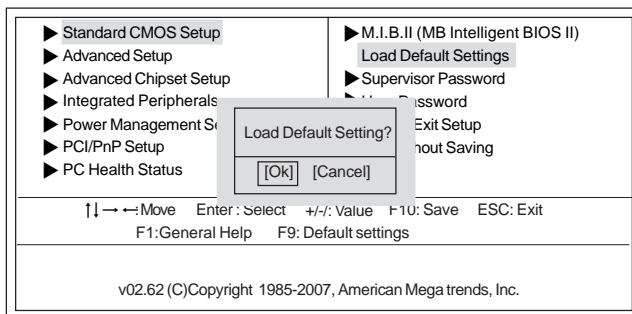 Standard CMOS Setup
Advanced Setup
Advanced Chipset Setup
Integrated Peripherals
Power Management Se
PCI/PnP Setup
PC Health Status
M.I.B.II (MB Intelligent BIOS II)
Load Default Settings
Supervisor Password
Password
Exit Setup
hout Saving
Load Default Setting?
[Ok] [Cancel]
↑↓→←:Move Enter : Select +/-/: Value F10: Save ESC: Exit
F1:General Help F9: Default settings
v02.62 (C)Copyright 1985-2007, American Megatrends, Inc.